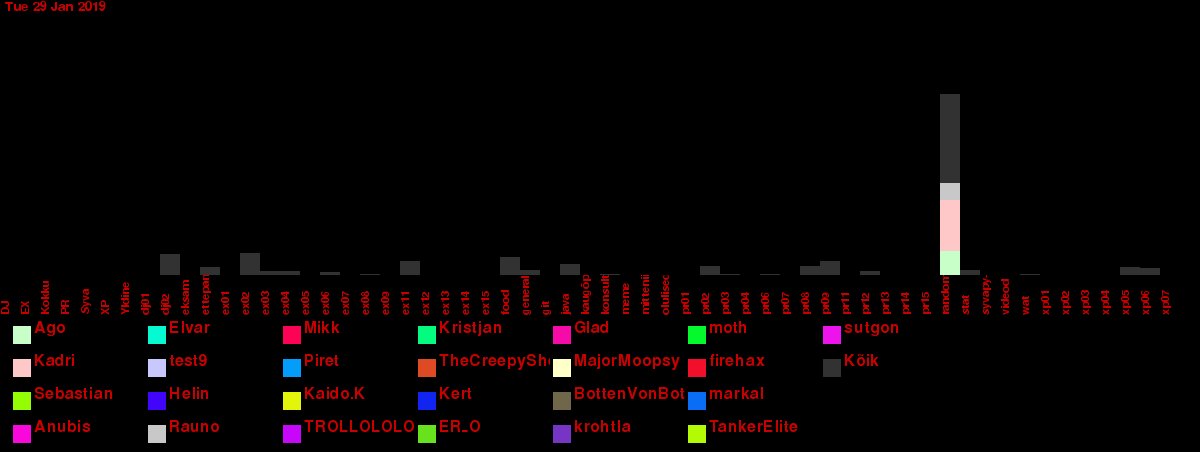 Tue 29 Jan 2019
DJ
EX
Kokku
PR
Syva
XP
Ykline
dj01
eksam
ettepan
ex01
ex02
ex03
ex04
ex05
ex06
ex07
ex08
ex09
ex11
ex12
ex13
ex14
ex15
food
general
git
java
kaugõp
konsult
meme
olulisec
pr01
pr02
pr03
pr04
pr06
pr07
pr08
pr09
pr11
pr12
pr13
pr14
pr15
random
stat
syvapy-
videod
wat
xp01
xp02
xp03
xp04
xp05
xp06
xp07
Ago
Elvar
Mikk
Kristjan
Glad
moth
sutgon
Kadri
test9
Piret
TheCreepySh
MajorMoopsy
firehax
Kõik
Sebastian
Helin
Kaido.K
Kert
BottenVonBot
markal
Anubis
Rauno
TROLLOLOLO
ER_O
krohtla
TankerElite